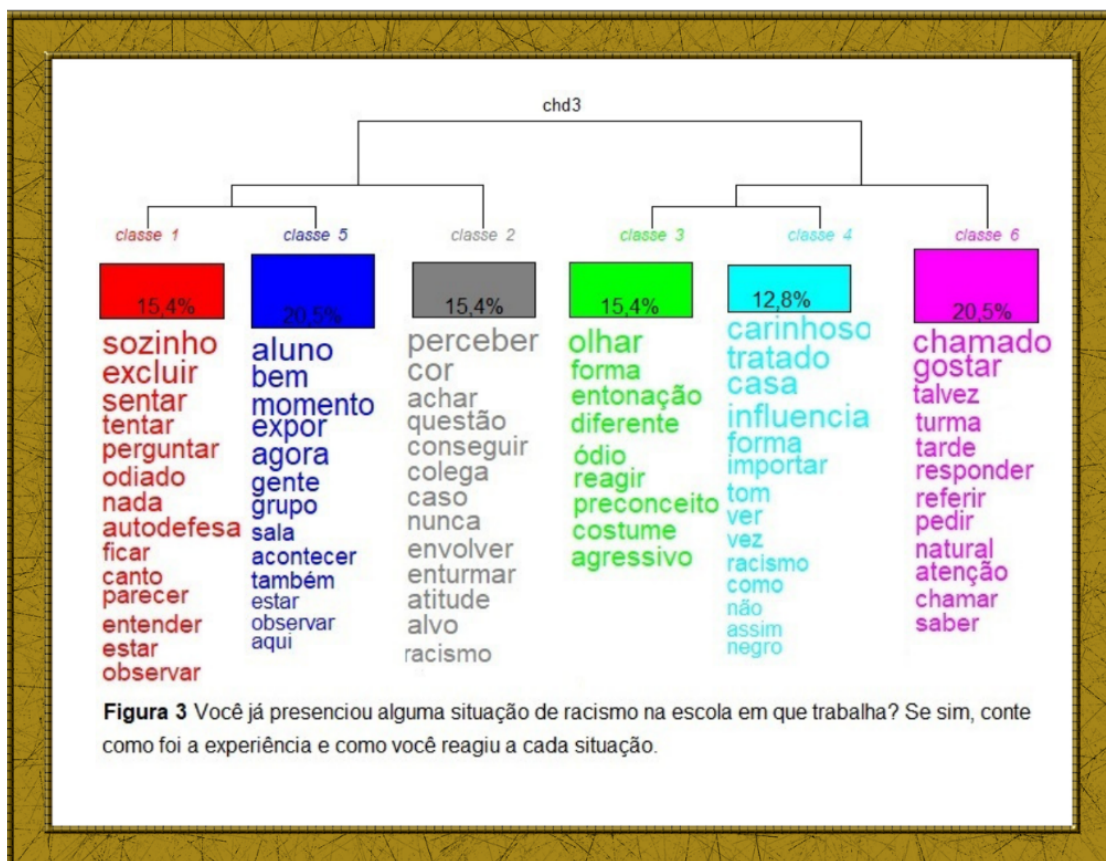 chd3
classe 1
classe 5
classe 2
classe 3
classe 4
classe 6
15,4%
20,5%
15,4%
15,4%
12,8%
20,5%
sozinho
excluir
sentar
tentar
perguntar
odiado
nada
autodefesa
ficar
canto
parecer
entender
estar
observar
aluno
bem
momento
expor
agora
gente
grupo
sala
acontecer
também
estar
observar
aqui
perceber
cor
achar
questão
conseguir
colega
caso
nunca
envolver
enturmar
atitude
alvo
racismo
olhar
forma
entonação
diferente
ódio
reagir
preconceito
costume
agressivo
carinhoso
tratado
casa
influencia
forma
importar
tom
ver
vez
racismo
como
não
assim
negro
chamado
gostar
talvez
turma
tarde
responder
referir
pedir
natural
atenção
chamar
saber
Figura 3 Você já presenciou alguma situação de racismo na escola em que trabalha? Se sim, conte
como foi a experiência e como você reagiu a cada situação.